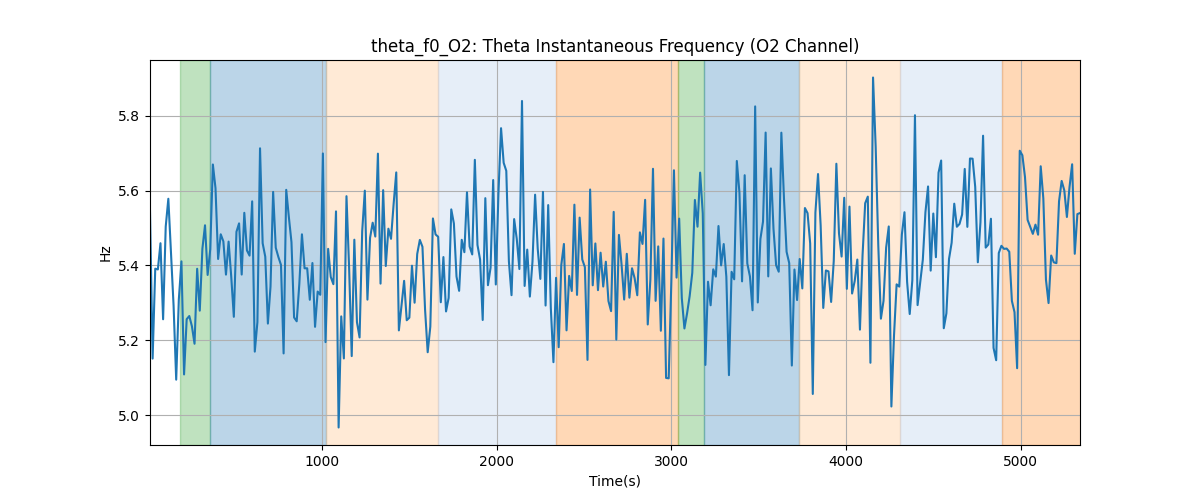 theta_f0_O2: Theta Instantaneous Frequency (O2 Channel)
Hz
5.8
5.6
5.4
5.2
5.0
1000 2000 3000 4000 5000
Time(s)